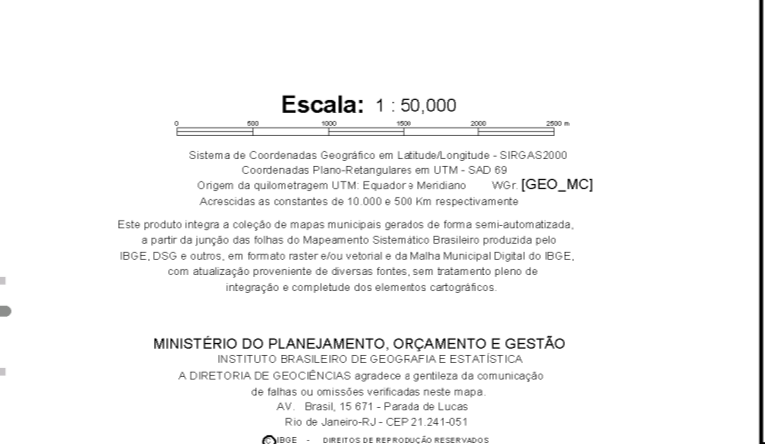 Escala: 1 : 50,000
0 500 1000 1500 2000 2500 m
Sistema de Coordenadas Geográfico em Latitude/Longitude - SIRGAS2000
Coordenadas Plano-Retangulares em UTM - SAD 69
Origem da quilometragem UTM: Equador e Meridiano WGr. [GEO_MC]
Acrescidas as constantes de 10.000 e 500 Km respectivamente
Este produto integra a coleção de mapas municipais gerados de forma semi-automatizada,
a partir da junção das folhas do Mapeamento Sistemático Brasileiro produzida pelo
IBGE, DSG e outros, em formato raster e/ou vetorial e da Malha Municipal Digital do IBGE,
com atualização proveniente de diversas fontes, sem tratamento pleno de
integração e completude dos elementos cartográficos.
MINISTÉRIO DO PLANEJAMENTO, ORÇAMENTO E GESTÃO
INSTITUTO BRASILEIRO DE GEOGRAFIA E ESTATÍSTICA
A DIRETORIA DE GEOCIÊNCIAS agradece a gentileza da comunicação
de falhas ou omissões verificadas neste mapa.
AV. Brasil, 15 671 - Parada de Lucas
Rio de Janeiro-RJ - CEP 21.241-051
© IBGE - DIREITOS DE REPRODUÇÃO RESERVADOS